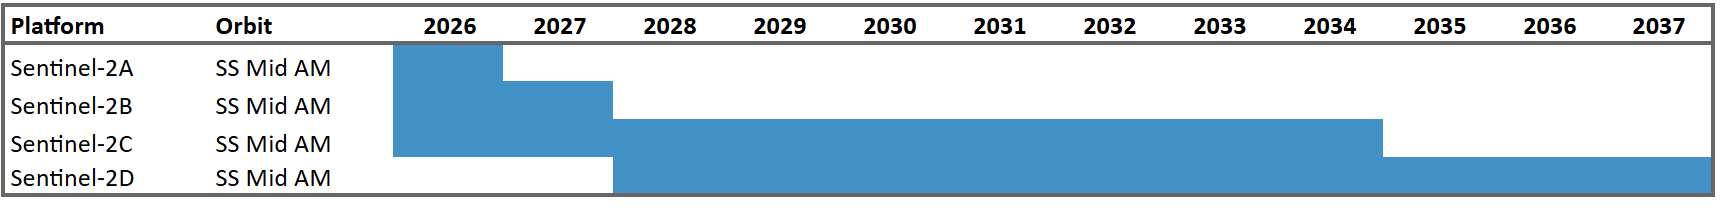 Platform Orbit 2026 2027 2028 2029 2030 2031 2032 2033 2034 2035 2036 2037
Sentinel-2A SS Mid AM
Sentinel-2B SS Mid AM
Sentinel-2C SS Mid AM
Sentinel-2D SS Mid AM